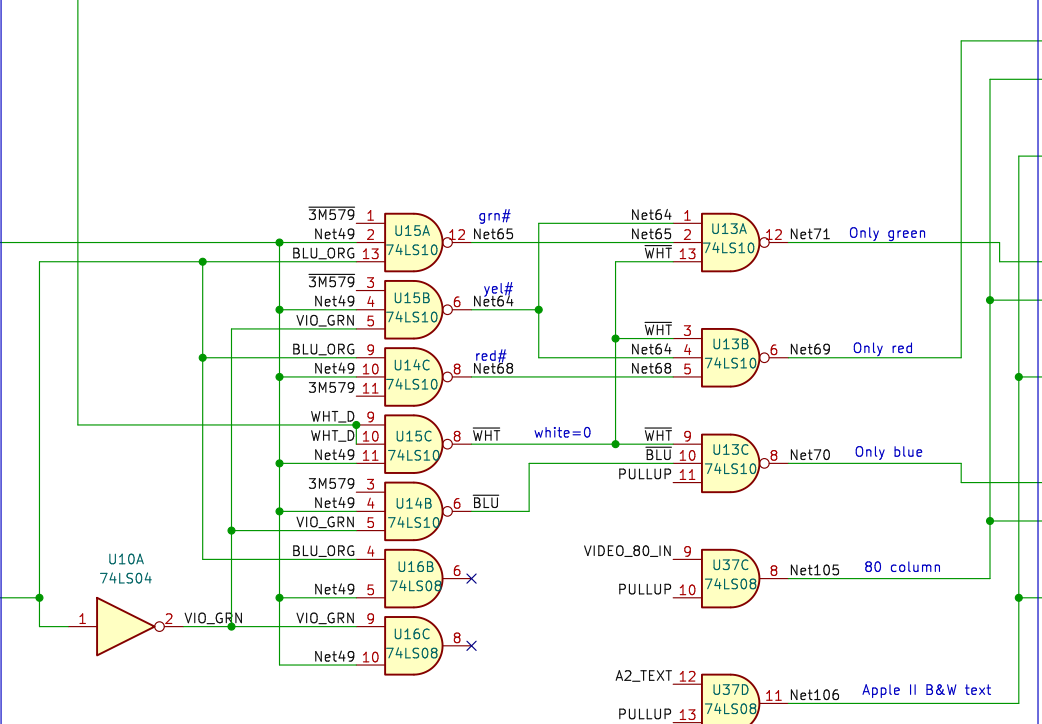 3M579 1 grn#
Net49 2 U15A 12 Net65
BLU_ORG 13 74LS10
Net64 1
Net65 2 U13A 12 Net71 Only green
WHT 13 74LS10
3M579 3 yel#
Net49 4 U15B 6 Net64
VIO_GRN 5 74LS10
WHT 3
Net64 4 U13B 6 Net69 Only red
Net68 5 74LS10
BLU_ORG 9 red#
Net49 10 U14C 8 Net68
3M579 11 74LS10
WHT_D 9
WHT_D 10 U15C 8 WHT white=0
Net49 11 74LS10
WHT 9
BLU 10 U13C 8 Net70 Only blue
PULLUP 11 74LS10
3M579 3
Net49 4 U14B 6 BLU
VIO_GRN 5 74LS10
BLU_ORG 4 U16B 6
Net49 5 74LS08
VIDEO_80_IN 9 U37C 8 Net105 80 column
PULLUP 10 74LS08
U10A
74LS04
1 2 VIO_GRN
VIO_GRN 9 U16C 8
Net49 10 74LS08
A2_TEXT 12 U37D 11 Net106 Apple II B&W text
PULLUP 13 74LS08